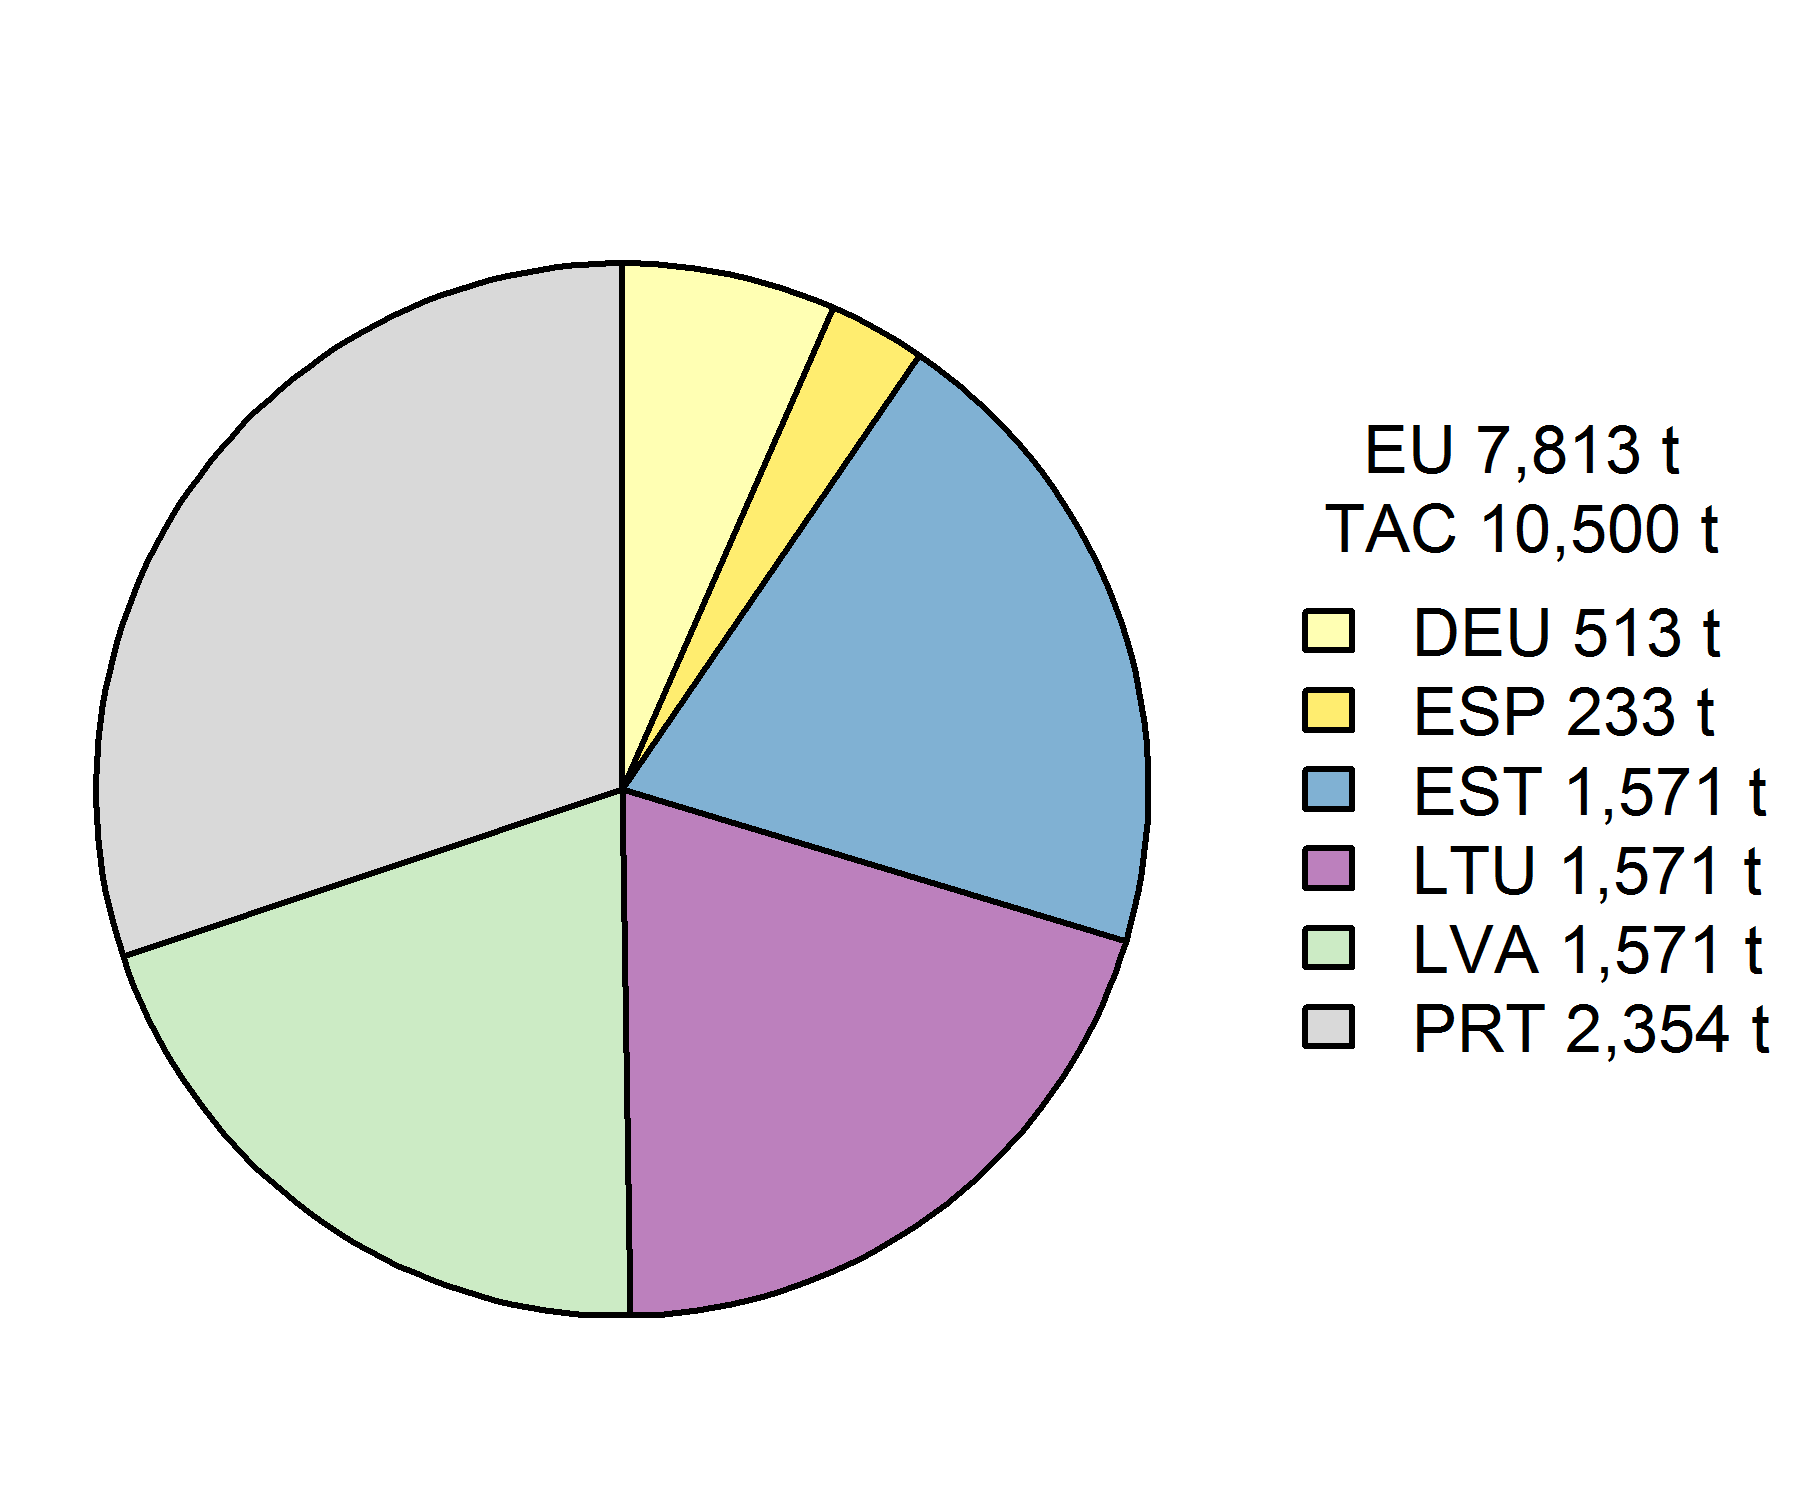 EU 7,813 t
TAC 10,500 t
DEU 513 t
ESP 233 t
EST 1,571 t
LTU 1,571 t
LVA 1,571 t
PRT 2,354 t